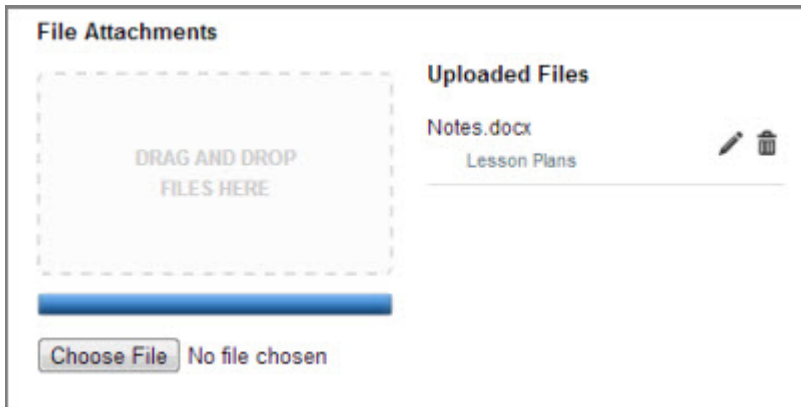 File Attachments
DRAG AND DROP
FILES HERE
Choose File No file chosen
Uploaded Files
Notes.docx
Lesson Plans